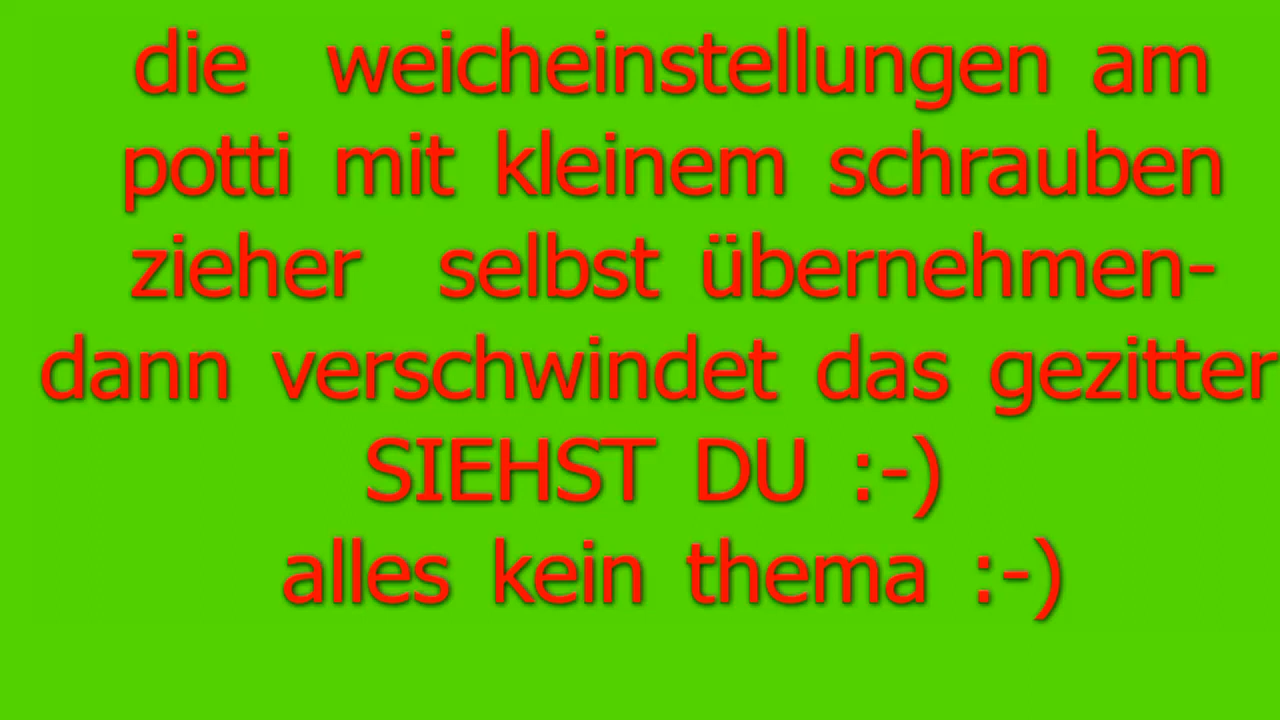 die weicheinstellungen am
potti mit kleinem schrauben
zieher selbst übernehmen-
dann verschwindet das gezitter
SIEHST DU :-)
alles kein thema :-)